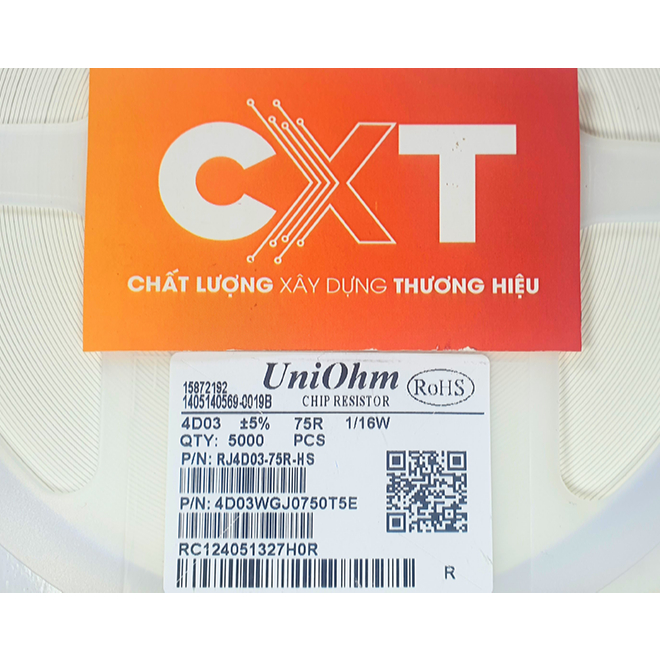 CXT
CHẤT LƯỢNG XÂY DỰNG THƯƠNG HIỆU
15872192
1405140569-0019B
UniOhm
CHIP RESISTOR
RoHS
4D03 ±5% 75R 1/16W
QTY: 5000 PCS
P/N: RJ4D03-75R-HS
P/N: 4D03WGJ0750T5E
RC124051327H0R
R